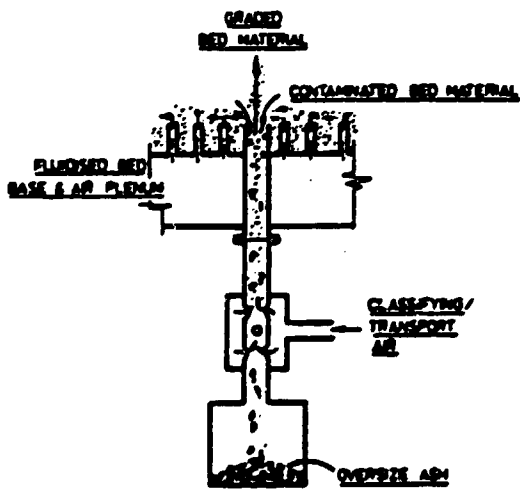 GRADED
BED MATERIAL
CONTAMINATED BED MATERIAL
FLUIDISED BED
BASE & AIR PLENUM
CLASSIFYING/
TRANSPORT
AIR
OVERSIZE ASH